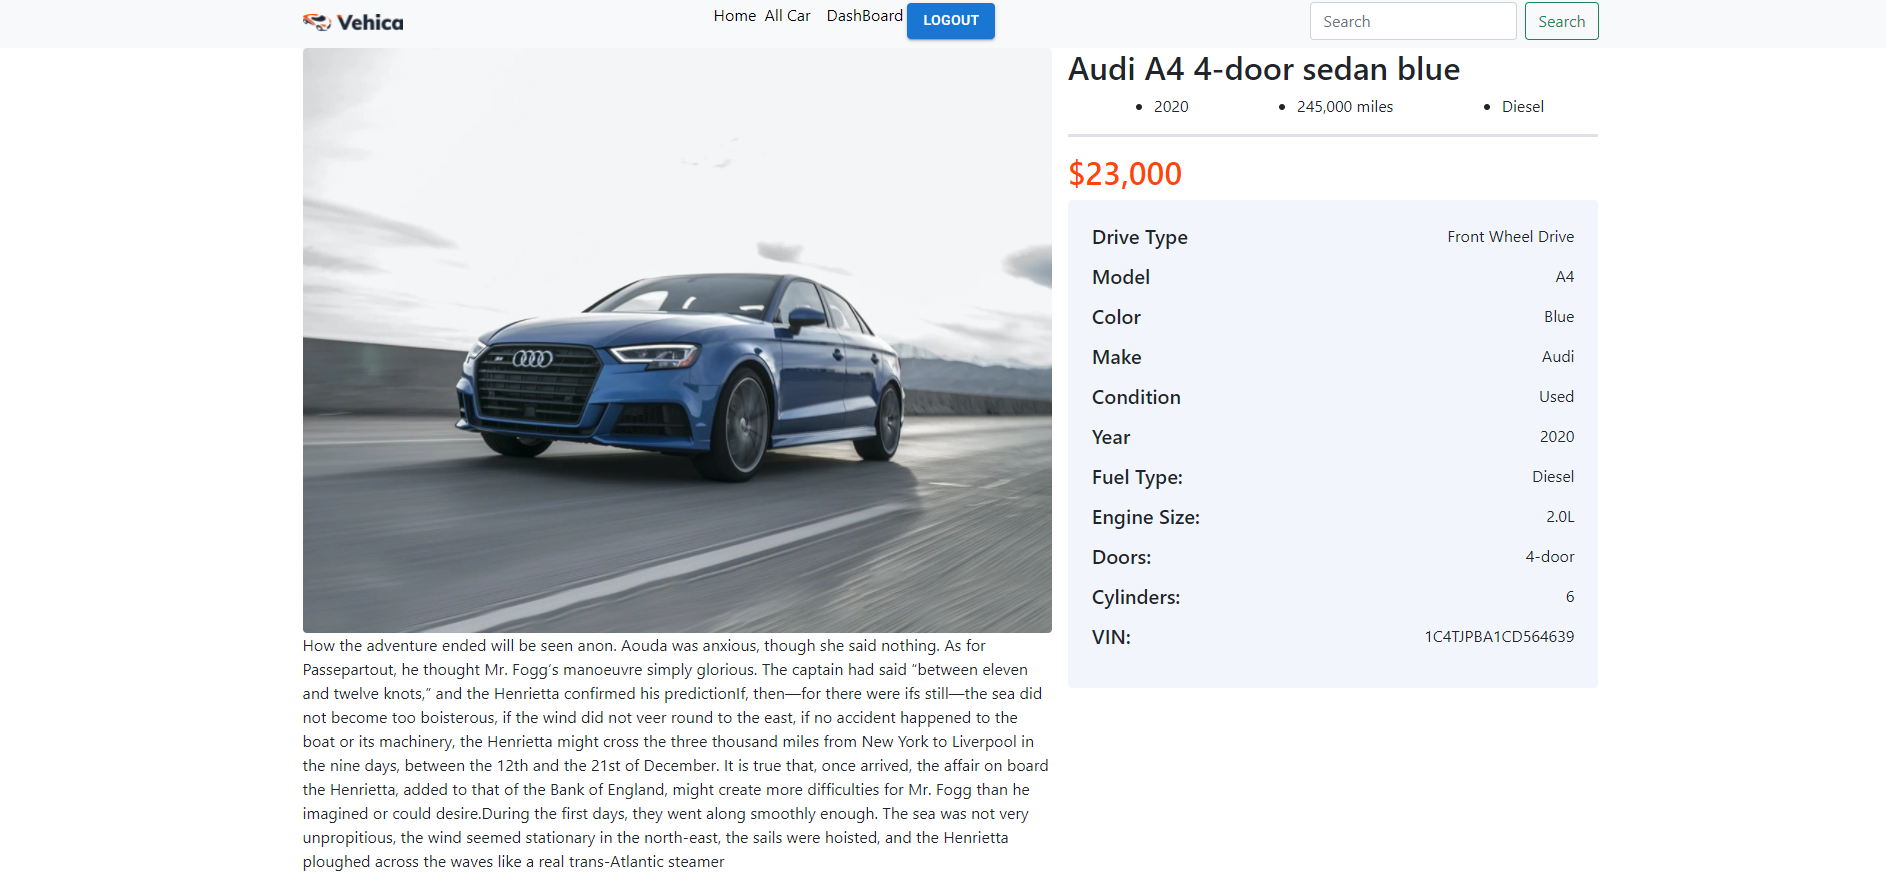 Vehica
Home All Car DashBoard LOGOUT
Search Search
Audi A4 4-door sedan blue
• 2020 • 245,000 miles • Diesel
$23,000
Drive Type Front Wheel Drive
Model A4
Color Blue
Make Audi
Condition Used
Year 2020
Fuel Type: Diesel
Engine Size: 2.0L
Doors: 4-door
Cylinders: 6
VIN: 1C4TJPBA1CD564639
How the adventure ended will be seen anon. Aouda was anxious, though she said nothing. As for
Passepartout, he thought Mr. Fogg’s manoeuvre simply glorious. The captain had said “between eleven
and twelve knots,” and the Henrietta confirmed his predictionIf, then—for there were ifs still—the sea did
not become too boisterous, if the wind did not veer round to the east, if no accident happened to the
boat or its machinery, the Henrietta might cross the three thousand miles from New York to Liverpool in
the nine days, between the 12th and the 21st of December. It is true that, once arrived, the affair on board
the Henrietta, added to that of the Bank of England, might create more difficulties for Mr. Fogg than he
imagined or could desire.During the first days, they went along smoothly enough. The sea was not very
unpropitious, the wind seemed stationary in the north-east, the sails were hoisted, and the Henrietta
ploughed across the waves like a real trans-Atlantic steamer